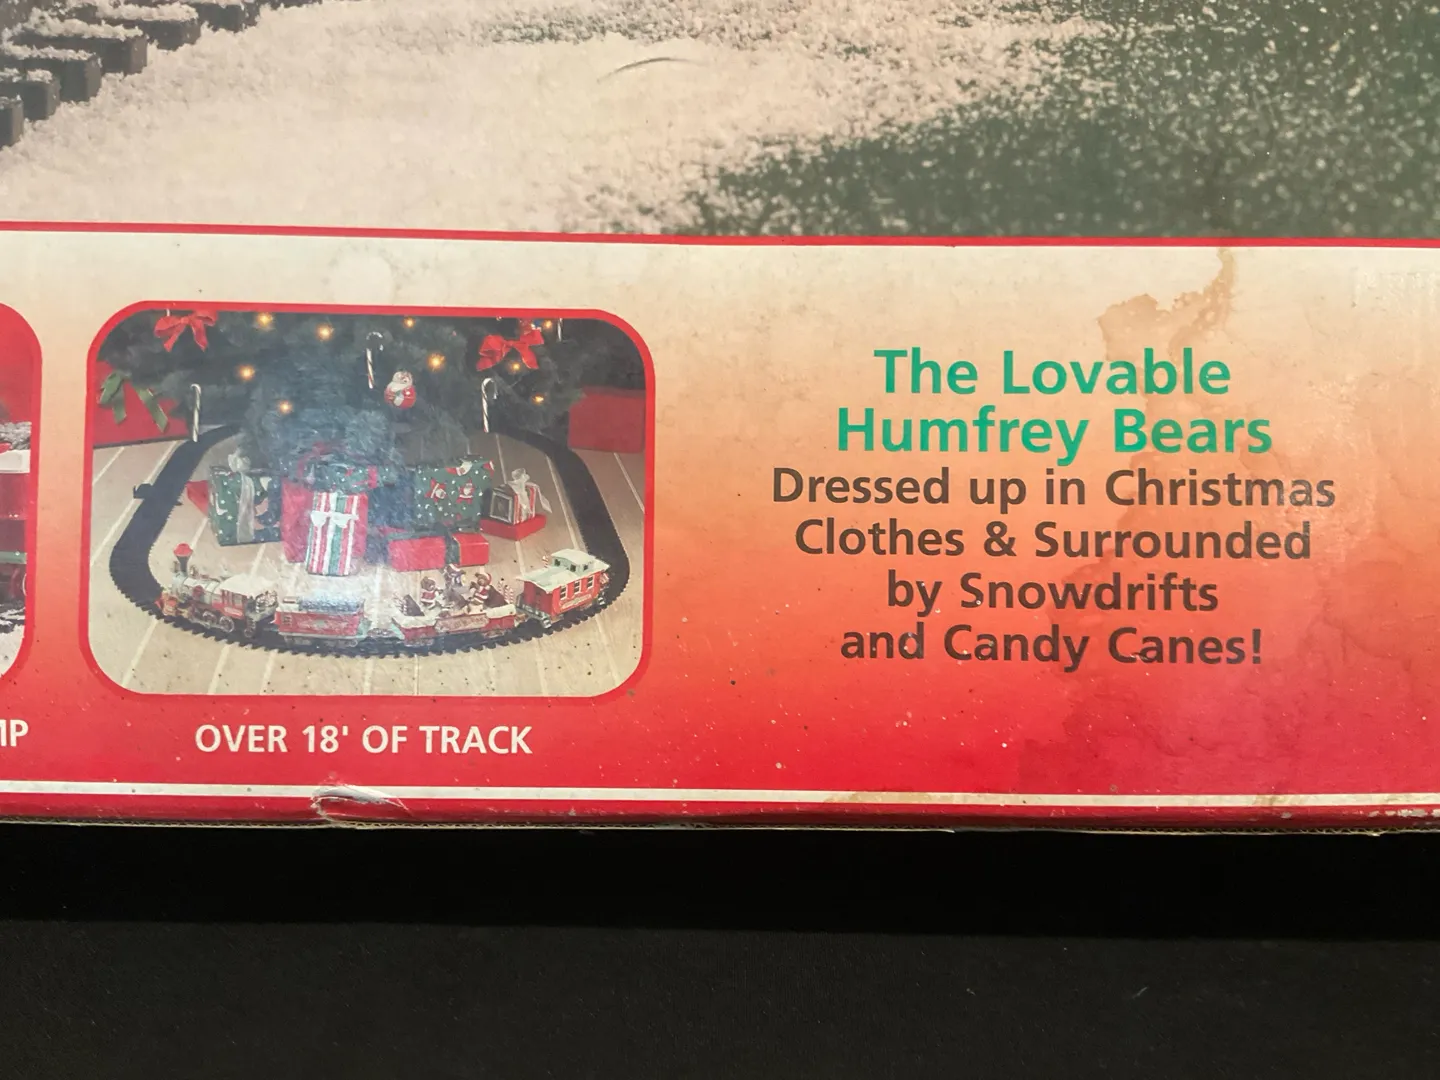 MP
OVER 18' OF TRACK
The Lovable
Humfrey Bears
Dressed up in Christmas
Clothes & Surrounded
by Snowdrifts
and Candy Canes!